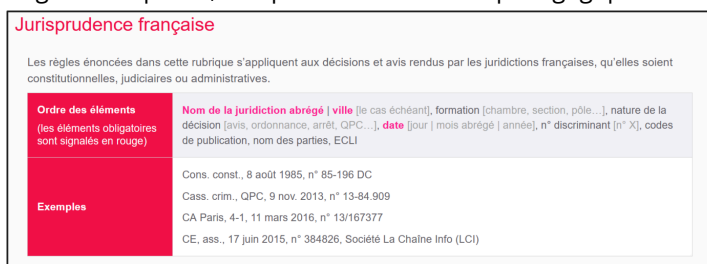 Jurisprudence française
Les règles énoncées dans cette rubrique s'appliquent aux décisions et avis rendus par les juridictions françaises, qu'elles soient
constitutionnelles, judiciaires ou administratives.
Ordre des éléments
(les éléments obligatoires
sont signalés en rouge)
Nom de la juridiction abrégé | ville [le cas échéant], formation [chambre, section, pôle…], nature de la
décision [avis, ordonnance, arrêt, QPC…], date [jour | mois abrégé | année], n° discriminant [n° X], codes
de publication, nom des parties, ECLI
Exemples
Cons. const., 8 août 1985, n° 85-196 DC
Cass. crim., QPC, 9 nov. 2013, n° 13-84.909
CA Paris, 4-1, 11 mars 2016, n° 13/167377
CE, ass., 17 juin 2015, n° 384826, Société La Chaîne Info (LCI)